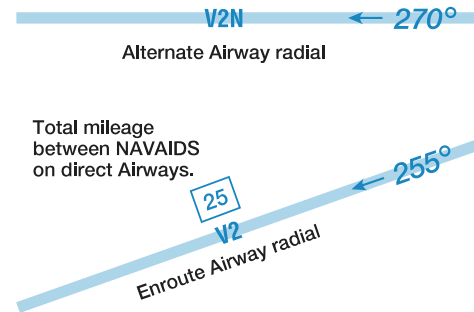 V2N ← 270°
Alternate Airway radial
Total mileage
between NAVAIDS
on direct Airways.
← 255°
25
V2
Enroute Airway radial